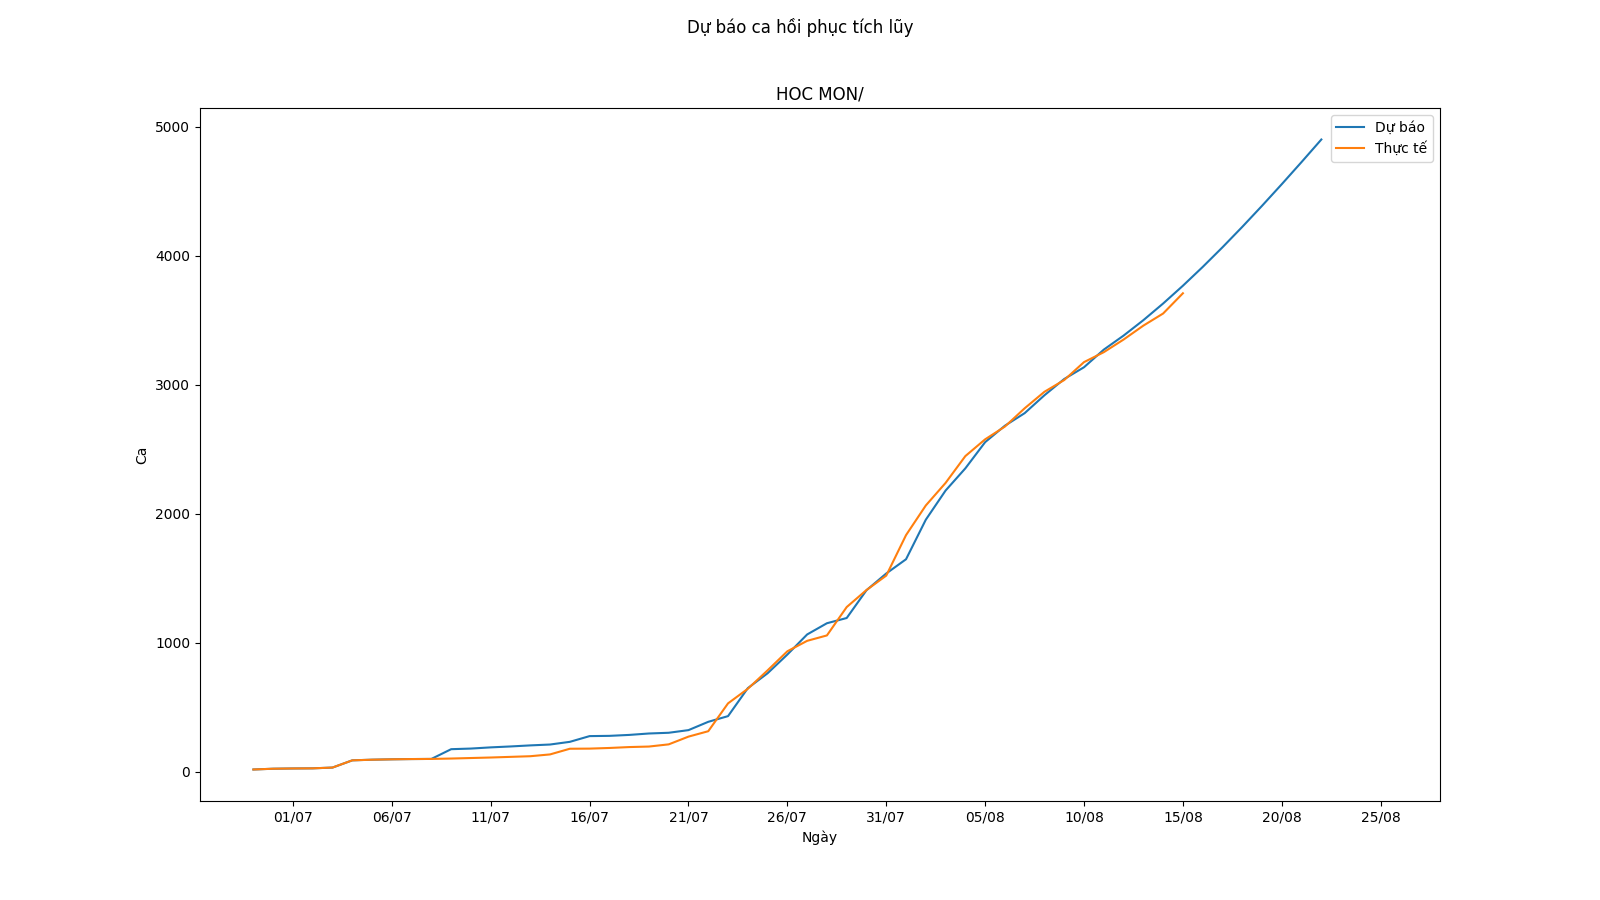 Dự báo ca hồi phục tích lũy
HOC MON/
Dự báo
Thực tế
5000
4000
3000
2000
1000
0
Ca
01/07 06/07 11/07 16/07 21/07 26/07 31/07 05/08 10/08 15/08 20/08 25/08
Ngày